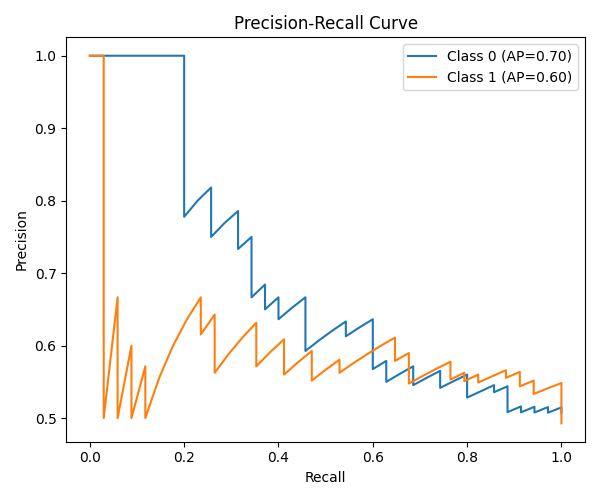 Precision-Recall Curve
Class 0 (AP=0.70)
Class 1 (AP=0.60)
1.0
0.9
0.8
0.7
0.6
0.5
Precision
0.0 0.2 0.4 0.6 0.8 1.0
Recall